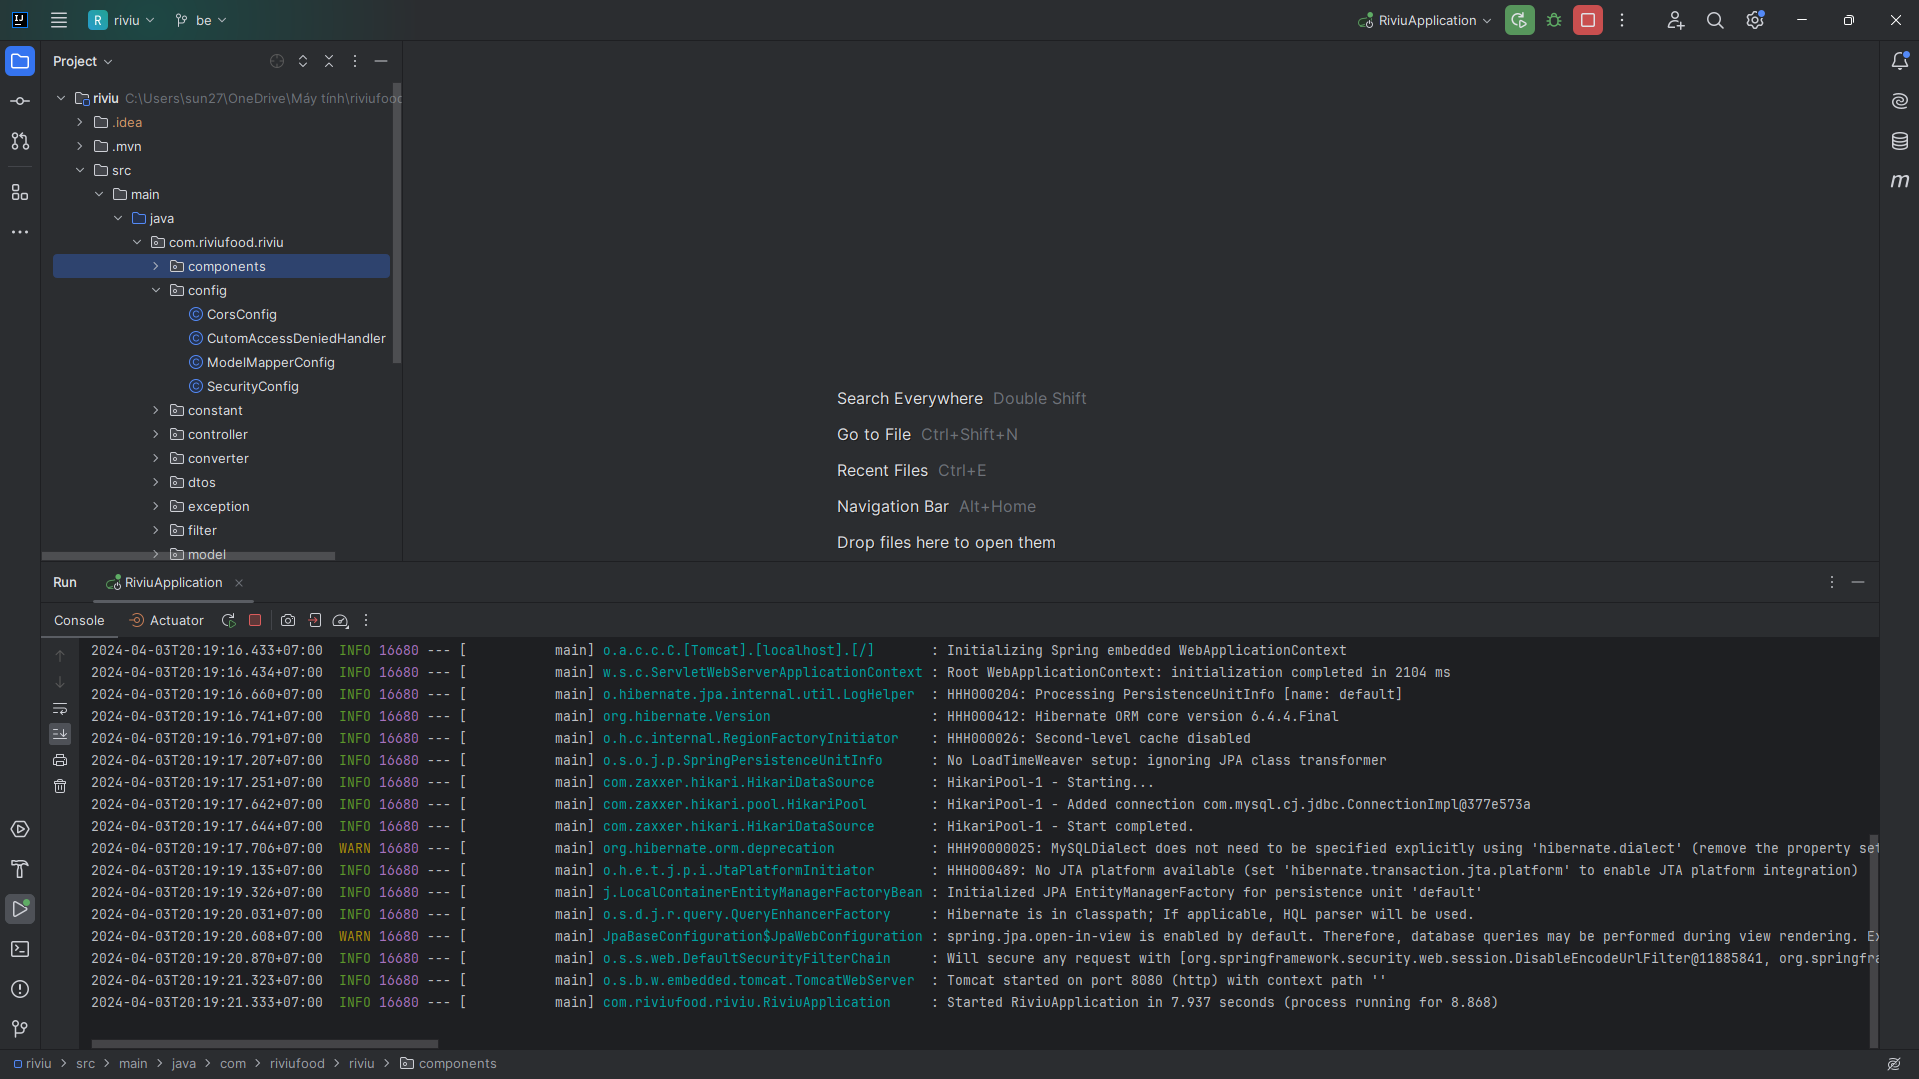 R riviu be RiviuApplication
Project
riviu C:\Users\sun27\OneDrive\Máy tính\riviufood
.idea
.mvn
src
main
java
com.riviufood.riviu
components
config
CorsConfig
CutomAccessDeniedHandler
ModelMapperConfig
SecurityConfig
constant
controller
converter
dtos
exception
filter
model
Search Everywhere Double Shift
Go to File Ctrl+Shift+N
Recent Files Ctrl+E
Navigation Bar Alt+Home
Drop files here to open them
Run RiviuApplication
Console Actuator
2024-04-03T20:19:16.433+07:00 INFO 16680 --- [ main] o.a.c.c.C.[Tomcat].[localhost].[/] : Initializing Spring embedded WebApplicationContext
2024-04-03T20:19:16.434+07:00 INFO 16680 --- [ main] w.s.c.ServletWebServerApplicationContext : Root WebApplicationContext: initialization completed in 2104 ms
2024-04-03T20:19:16.660+07:00 INFO 16680 --- [ main] o.hibernate.jpa.internal.util.LogHelper : HHH000204: Processing PersistenceUnitInfo [name: default]
2024-04-03T20:19:16.741+07:00 INFO 16680 --- [ main] org.hibernate.Version : HHH000412: Hibernate ORM core version 6.4.4.Final
2024-04-03T20:19:16.791+07:00 INFO 16680 --- [ main] o.h.c.internal.RegionFactoryInitiator : HHH000026: Second-level cache disabled
2024-04-03T20:19:17.207+07:00 INFO 16680 --- [ main] o.s.o.j.p.SpringPersistenceUnitInfo : No LoadTimeWeaver setup: ignoring JPA class transformer
2024-04-03T20:19:17.251+07:00 INFO 16680 --- [ main] com.zaxxer.hikari.HikariDataSource : HikariPool-1 - Starting...
2024-04-03T20:19:17.642+07:00 INFO 16680 --- [ main] com.zaxxer.hikari.pool.HikariPool : HikariPool-1 - Added connection com.mysql.cj.jdbc.ConnectionImpl@377e573a
2024-04-03T20:19:17.644+07:00 INFO 16680 --- [ main] com.zaxxer.hikari.HikariDataSource : HikariPool-1 - Start completed.
2024-04-03T20:19:17.706+07:00 WARN 16680 --- [ main] org.hibernate.orm.deprecation : HHH90000025: MySQLDialect does not need to be specified explicitly using 'hibernate.dialect' (remove the property set
2024-04-03T20:19:19.135+07:00 INFO 16680 --- [ main] o.h.e.t.j.p.i.JtaPlatformInitiator : HHH000489: No JTA platform available (set 'hibernate.transaction.jta.platform' to enable JTA platform integration)
2024-04-03T20:19:19.326+07:00 INFO 16680 --- [ main] j.LocalContainerEntityManagerFactoryBean : Initialized JPA EntityManagerFactory for persistence unit 'default'
2024-04-03T20:19:20.031+07:00 INFO 16680 --- [ main] o.s.d.j.r.query.QueryEnhancerFactory : Hibernate is in classpath; If applicable, HQL parser will be used.
2024-04-03T20:19:20.608+07:00 WARN 16680 --- [ main] JpaBaseConfiguration$JpaWebConfiguration : spring.jpa.open-in-view is enabled by default. Therefore, database queries may be performed during view rendering. Ex
2024-04-03T20:19:20.870+07:00 INFO 16680 --- [ main] o.s.s.web.DefaultSecurityFilterChain : Will secure any request with [org.springframework.security.web.session.DisableEncodeUrlFilter@11885841, org.springfra
2024-04-03T20:19:21.323+07:00 INFO 16680 --- [ main] o.s.b.w.embedded.tomcat.TomcatWebServer : Tomcat started on port 8080 (http) with context path ''
2024-04-03T20:19:21.333+07:00 INFO 16680 --- [ main] com.riviufood.riviu.RiviuApplication : Started RiviuApplication in 7.937 seconds (process running for 8.868)
riviu > src > main > java > com > riviufood > riviu > components